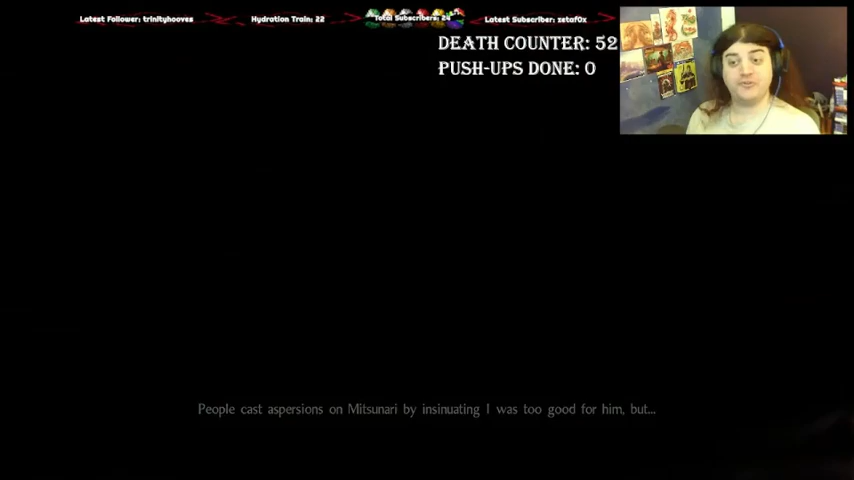 Latest Follower: trinityhooves
Hydration Train: 22
Total Subscribers: 24
Latest Subscriber: zetaf0x
DEATH COUNTER: 52
PUSH-UPS DONE: 0
People cast aspersions on Mitsunari by insinuating I was too good for him, but...